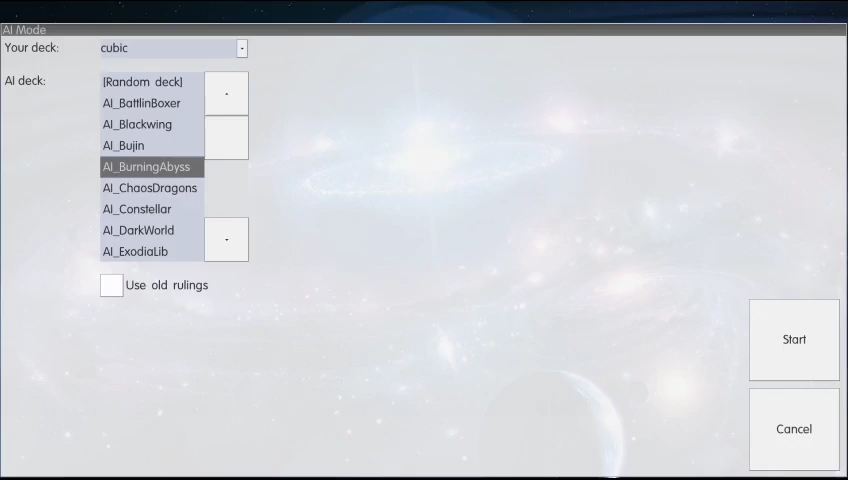 AI Mode
Your deck: cubic
AI deck:
[Random deck]
AI_BattlinBoxer
AI_Blackwing
AI_Bujin
AI_BurningAbyss
AI_ChaosDragons
AI_Constellar
AI_DarkWorld
AI_ExodiaLib
Use old rulings
Start
Cancel